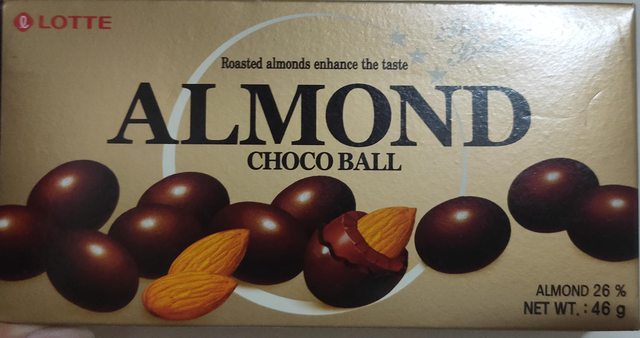 LOTTE
Roasted almonds enhance the taste
ALMOND
CHOCO BALL
ALMOND 26 %
NET WT. : 46 g